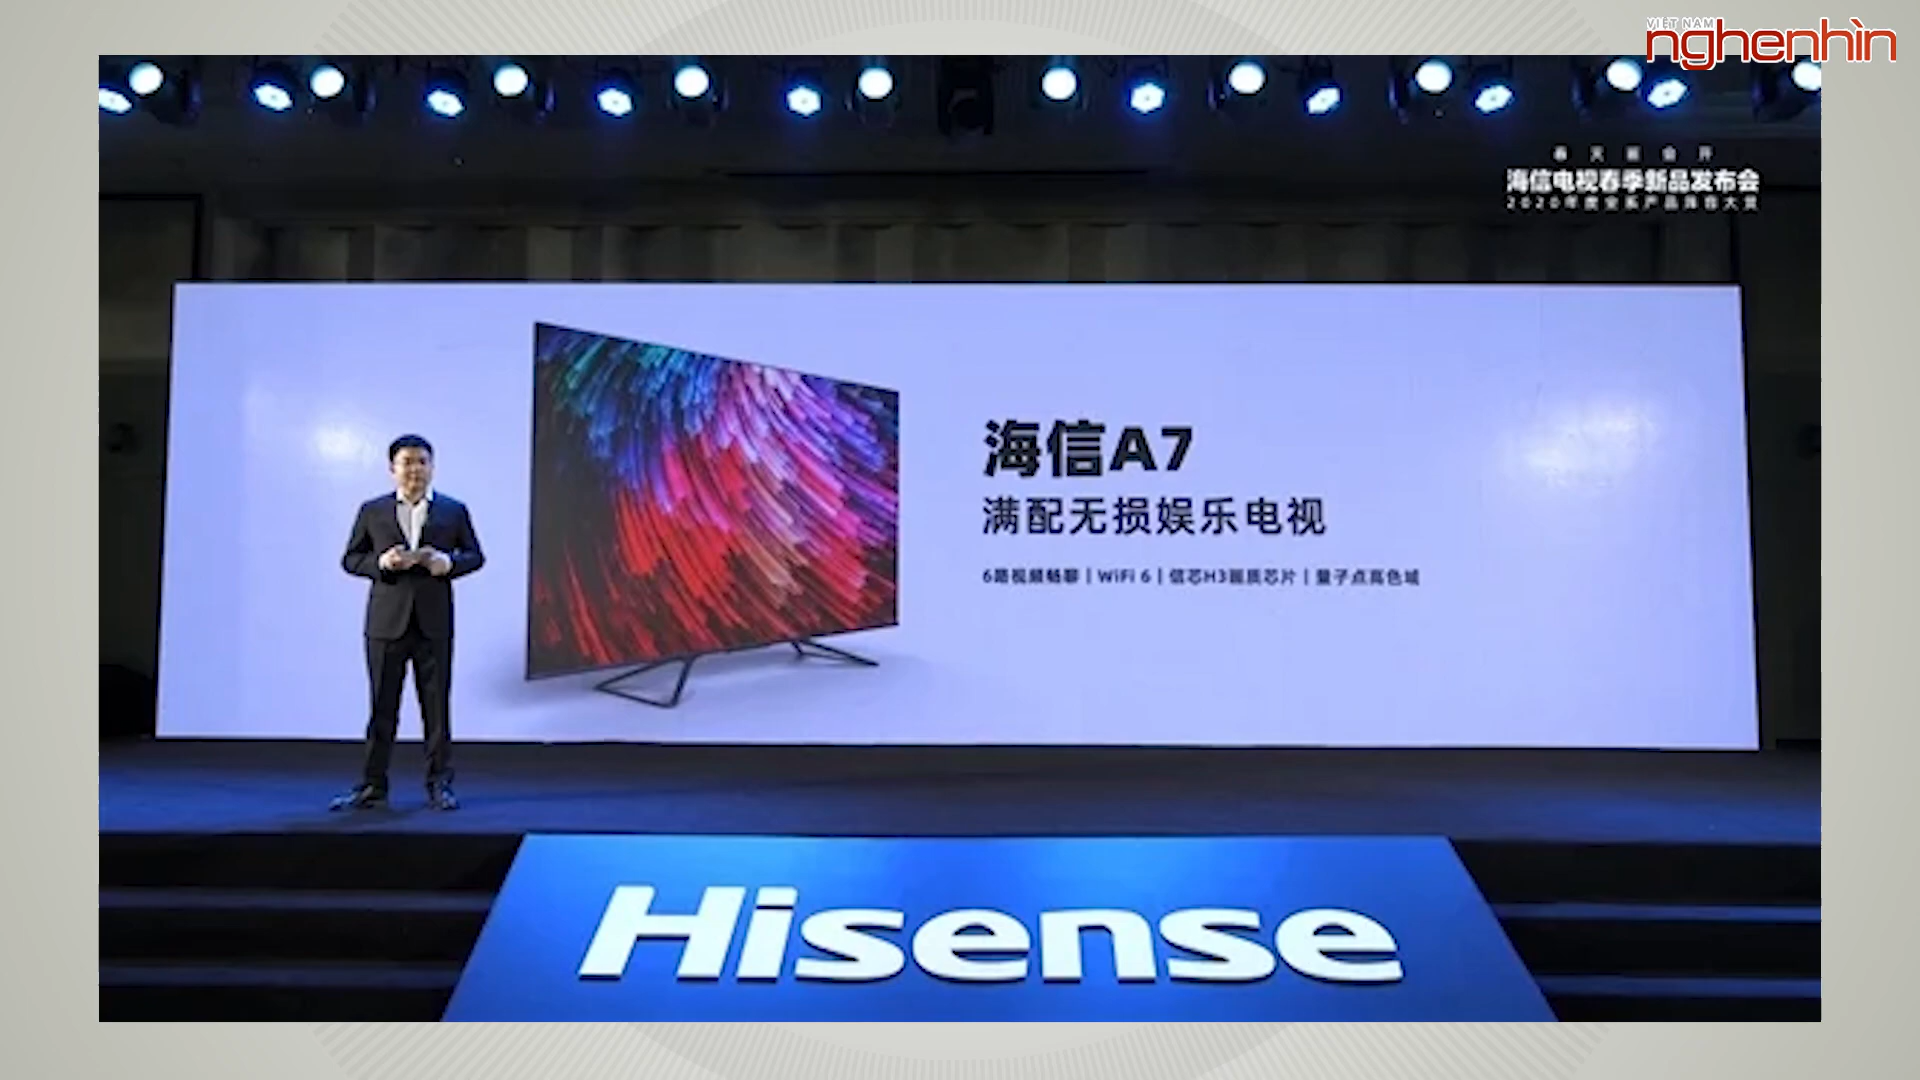 VIỆT NAM
nghenhìn
春天就会开
海信电视春季新品发布会
2020年度全系产品阵容大赏
海信A7
满配无损娱乐电视
6路视频畅聊 | WiFi 6 | 信芯H3画质芯片 | 量子点高色域
Hisense